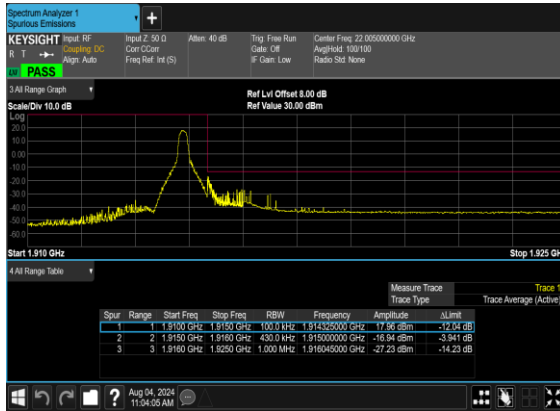 Spectrum Analyzer 1
Spurious Emissions
+
KEYSIGHT Input: RF Input Z: 50 Ω Atten: 40 dB Trig: Free Run Center Freq: 22.005000000 GHz
R T Coupling: DC Corr CCorr Gate: Off Avg|Hold: 100/100
Align: Auto Freq Ref: Int (S) IF Gain: Low Radio Std: None
PASS
3 All Range Graph
Ref Lvl Offset 8.00 dB
Scale/Div 10.0 dB Ref Value 30.00 dBm
Log
20.0
10.0
0.00
-10.0
-20.0
-30.0
-40.0
-50.0
-60.0
Start 1.910 GHz Stop 1.925 GH
4 All Range Table
Measure Trace Trace 1
Trace Type Trace Average (Active)
Spur Range Start Freq Stop Freq RBW Frequency Amplitude ΔLimit
1 1 1.9100 GHz 1.9150 GHz 100.0 kHz 1.914325000 GHz 17.96 dBm -12.04 dB
2 2 1.9150 GHz 1.9160 GHz 430.0 kHz 1.915000000 GHz -16.94 dBm -3.941 dB
3 3 1.9160 GHz 1.9250 GHz 1.000 MHz 1.916045000 GHz -27.23 dBm -14.23 dB
?
Aug 04, 2024
11:04:05 AM